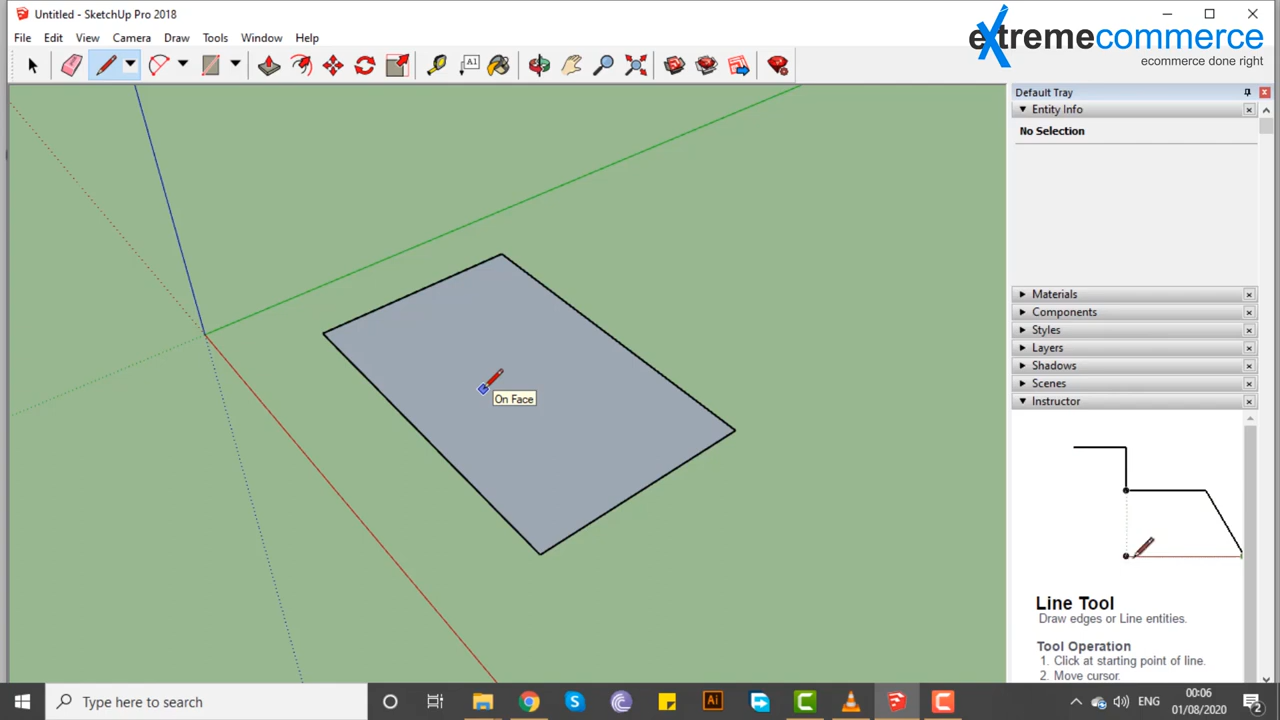 Untitled - SketchUp Pro 2018
File Edit View Camera Draw Tools Window Help
extremecommerce
ecommerce done right
A1
Default Tray
Entity Info
No Selection
On Face
Materials
Components
Styles
Layers
Shadows
Scenes
Instructor
Line Tool
Draw edges or Line entities.
Tool Operation
1. Click at starting point of line.
2. Move cursor.
Type here to search
Ai
ENG
00:06
01/08/2020
2